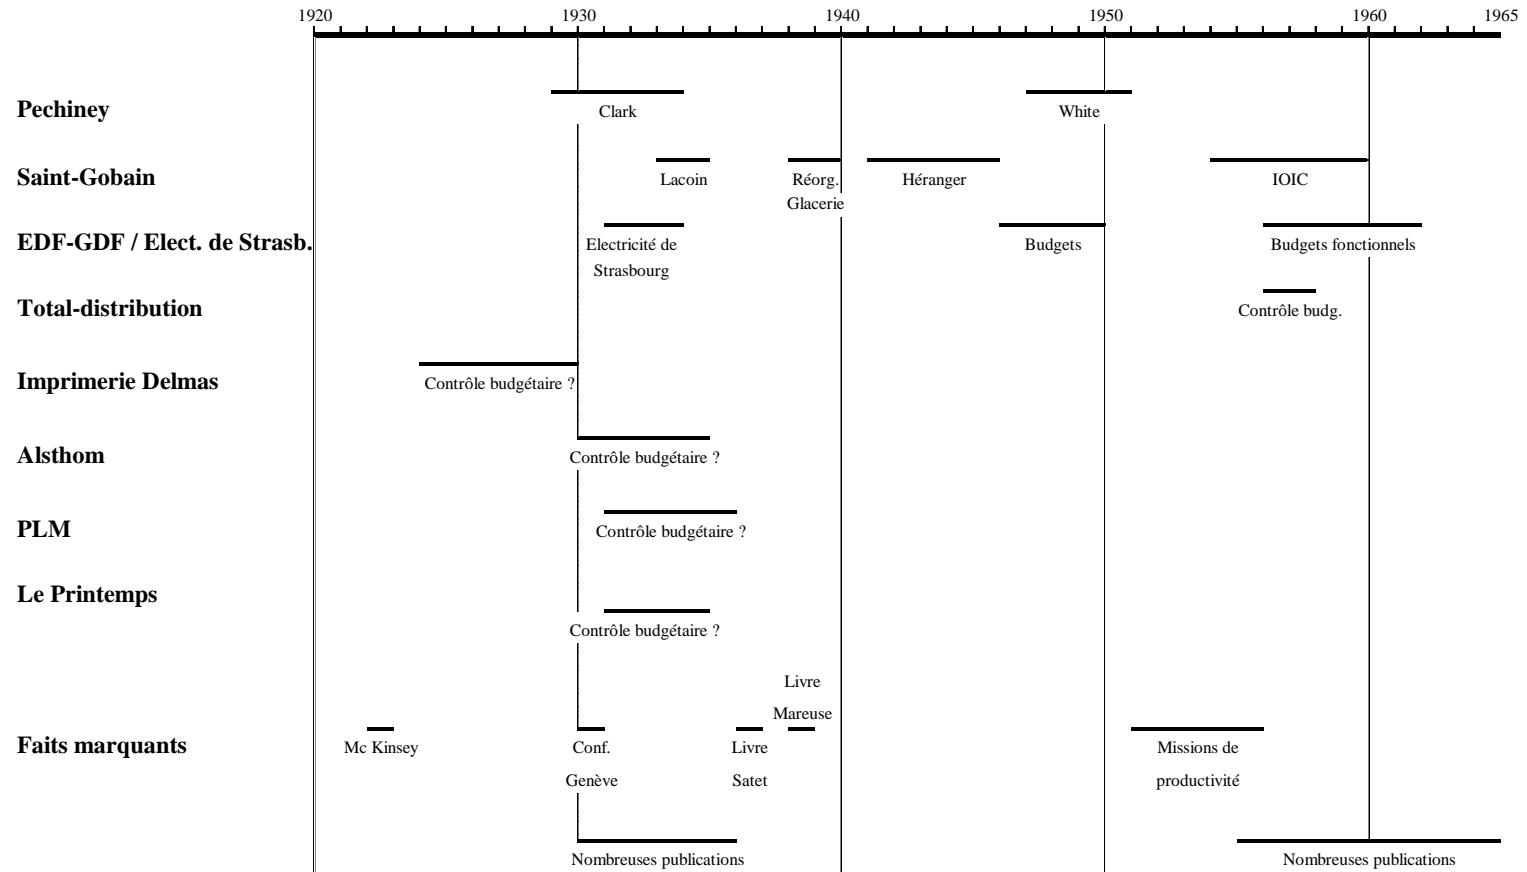 1920 1930 1940 1950 1960 1965
Pechiney
Clark White
Saint-Gobain
Lacoin Réorg. Héranger IOIC
Glacerie
EDF-GDF / Elect. de Strasb.
Electricité de Budgets Budgets fonctionnels
Strasbourg
Total-distribution
Contrôle budg.
Imprimerie Delmas
Contrôle budgétaire ?
Alsthom
Contrôle budgétaire ?
PLM
Contrôle budgétaire ?
Le Printemps
Contrôle budgétaire ?
Livre
Mareuse
Faits marquants
Mc Kinsey Conf. Livre Missions de
Genève Satet productivité
Nombreuses publications Nombreuses publications